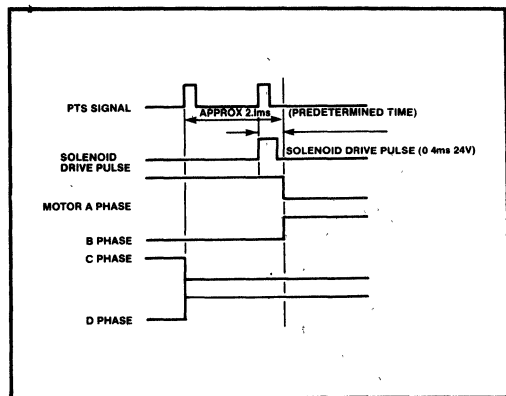 PTS SIGNAL
APPROX 2.1ms
(PREDETERMINED TIME)
SOLENOID
DRIVE PULSE
SOLENOID DRIVE PULSE (0 4ms 24V)
MOTOR A PHASE
B PHASE
C PHASE
D PHASE